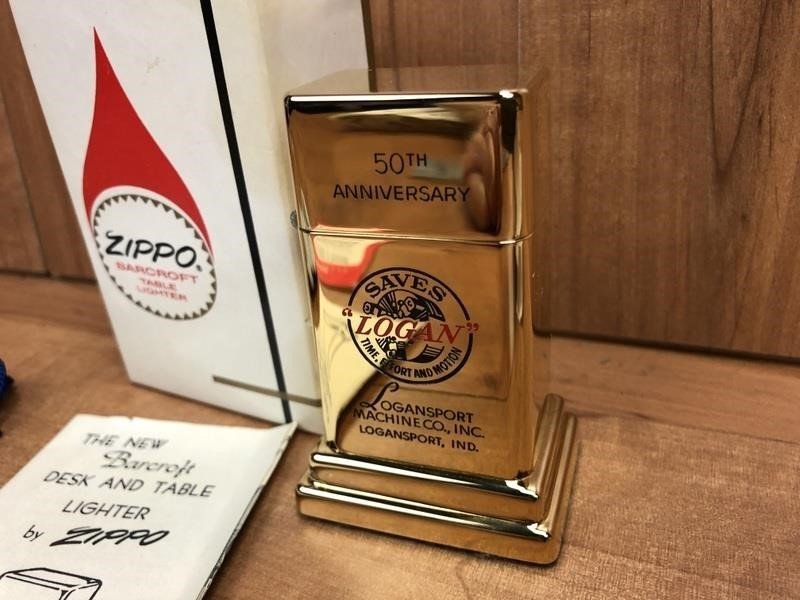 ZIPPO
BARCROFT
TABLE
LIGHTER
50TH
ANNIVERSARY
SAVES
"LOGAN"
TIME, EFFORT AND MOTION
LOGANSPORT
MACHINE CO., INC.
LOGANSPORT, IND.
THE NEW
Barcroft
DESK AND TABLE
LIGHTER
by ZIPPO